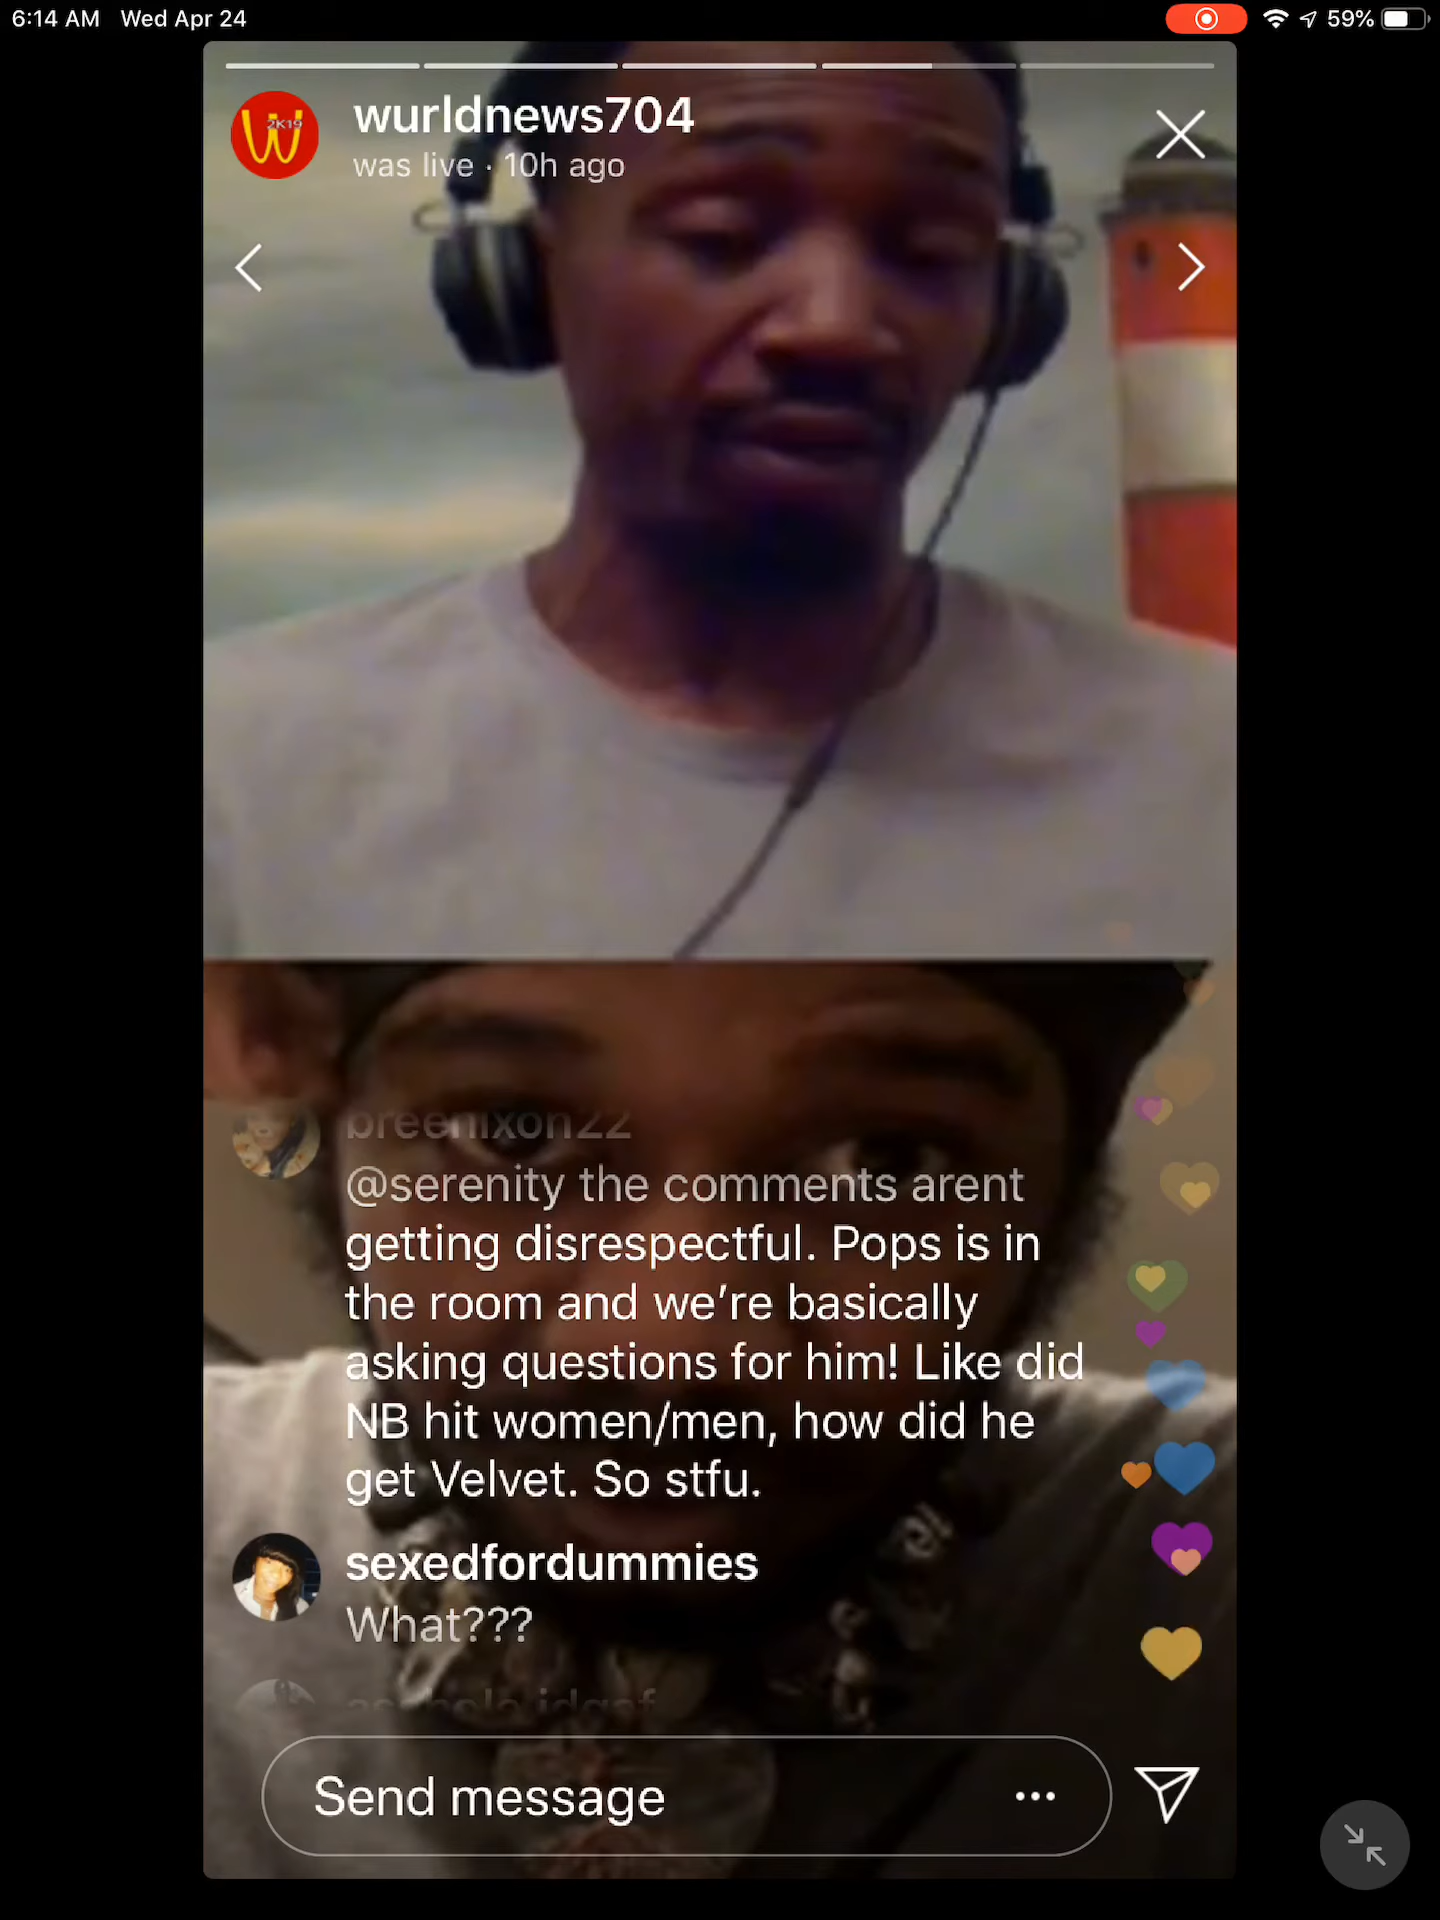 6:14 AM Wed Apr 24
59%
2K19
wurldnews704
was live · 10h ago
breenixon22
@serenity the comments arent
getting disrespectful. Pops is in
the room and we’re basically
asking questions for him! Like did
NB hit women/men, how did he
get Velvet. So stfu.
sexedfordummies
What???
Send message